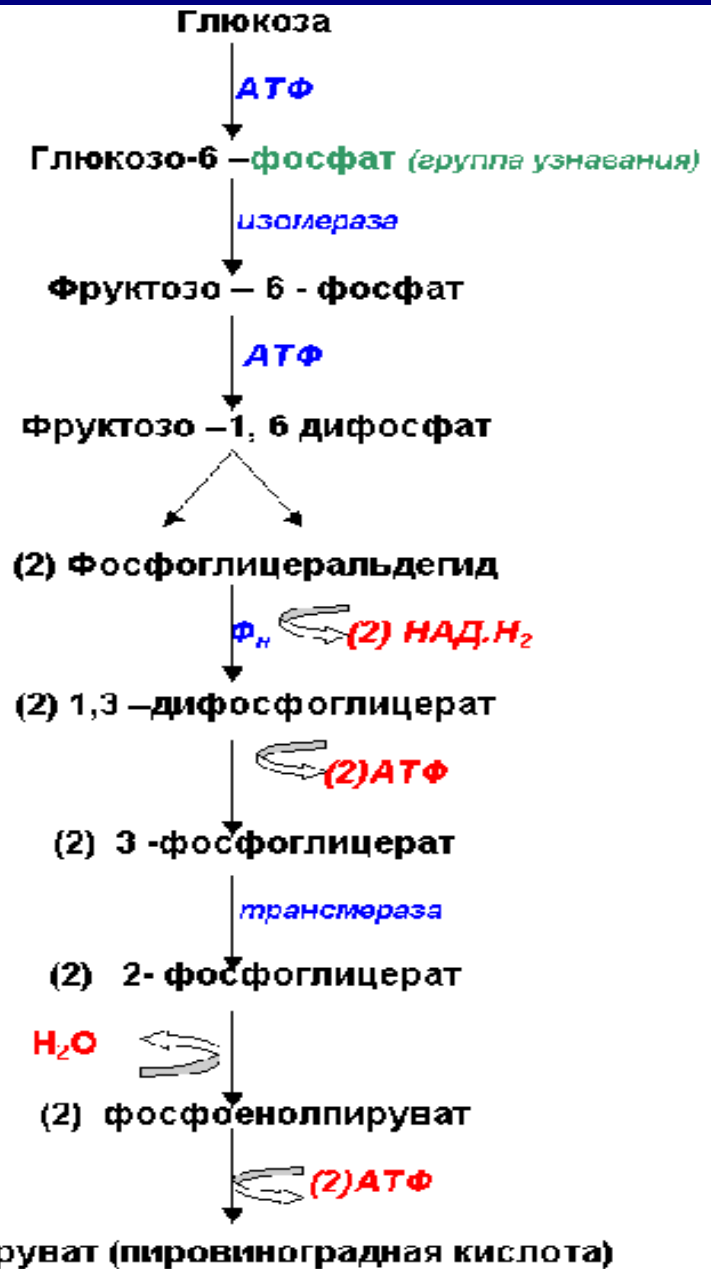 Глюкоза
АТФ
Глюкозо-6 –фосфат (группа узнавания)
изомераза
Фруктозо – 6 - фосфат
АТФ
Фруктозо –1, 6 дифосфат
(2) Фосфоглицеральдегид
Фн (2) НАД.Н₂
(2) 1,3 –дифосфоглицерат
(2)АТФ
(2) 3 -фосфоглицерат
трансмераза
(2) 2- фосфоглицерат
H₂O
(2) фосфоенолпируват
(2)АТФ
руват (пировиноградная кислота)